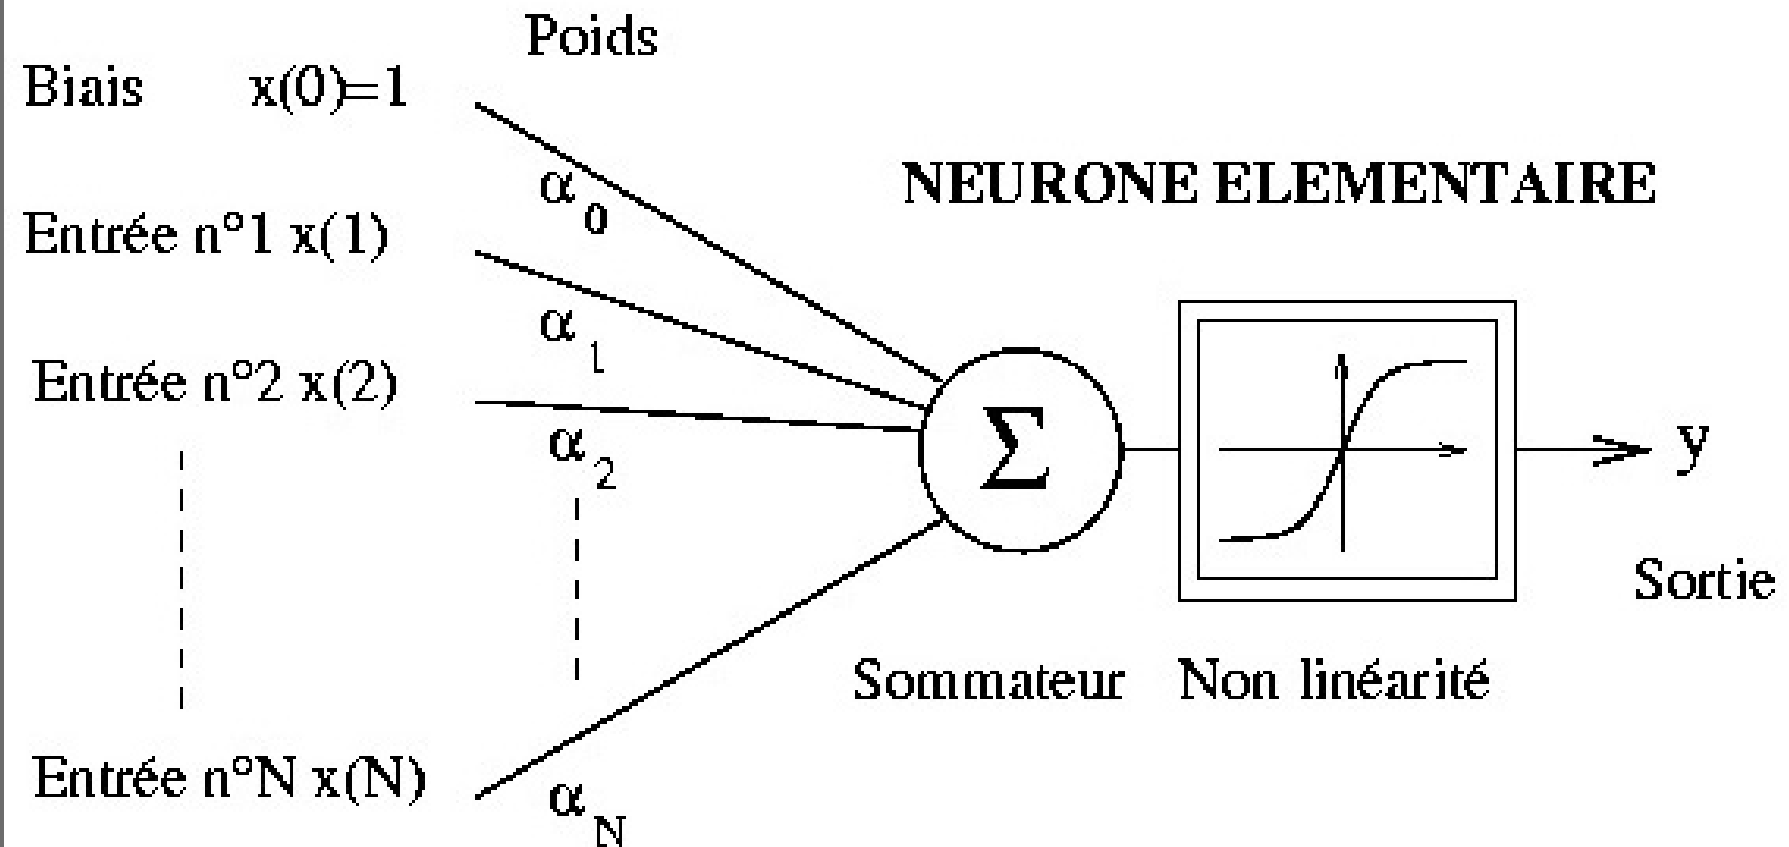 Poids
Biais x(0)=1
α0
NEURONE ELEMENTAIRE
Entrée n°1 x(1)
α1
Entrée n°2 x(2)
α2
Σ
y
Sortie
Sommateur Non linéarité
Entrée n°N x(N)
αN